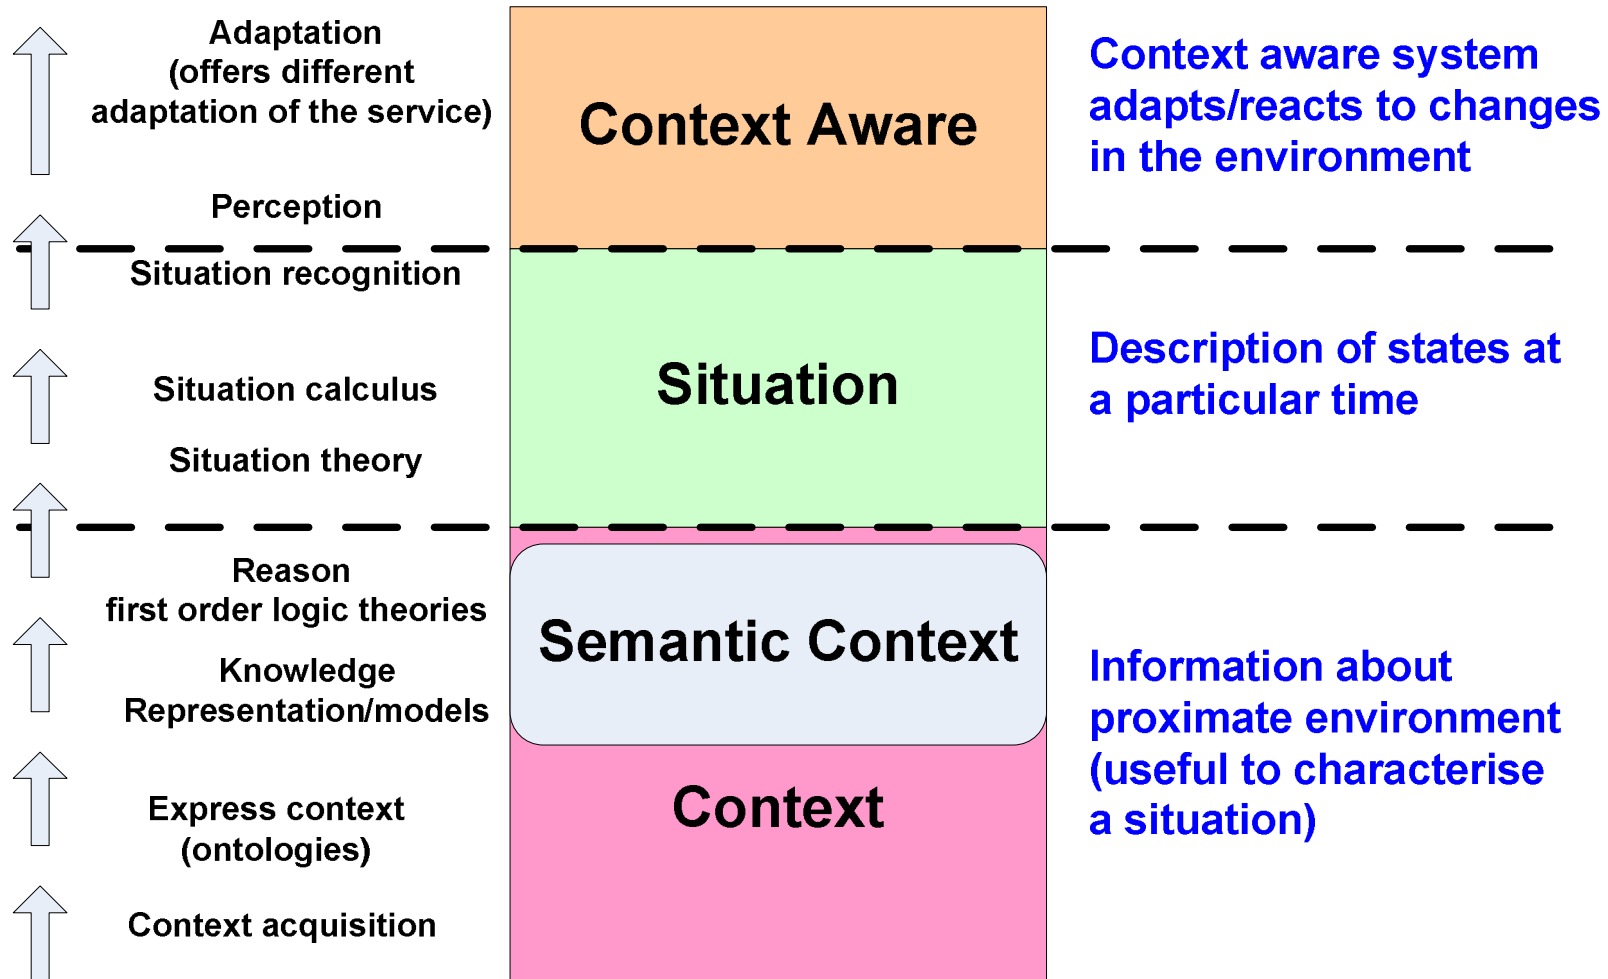 Adaptation
(offers different
adaptation of the service)
Perception
Situation recognition
Situation calculus
Situation theory
Reason
first order logic theories
Knowledge
Representation/models
Express context
(ontologies)
Context acquisition
Context Aware
Situation
Semantic Context
Context
Context aware system
adapts/reacts to changes
in the environment
Description of states at
a particular time
Information about
proximate environment
(useful to characterise
a situation)